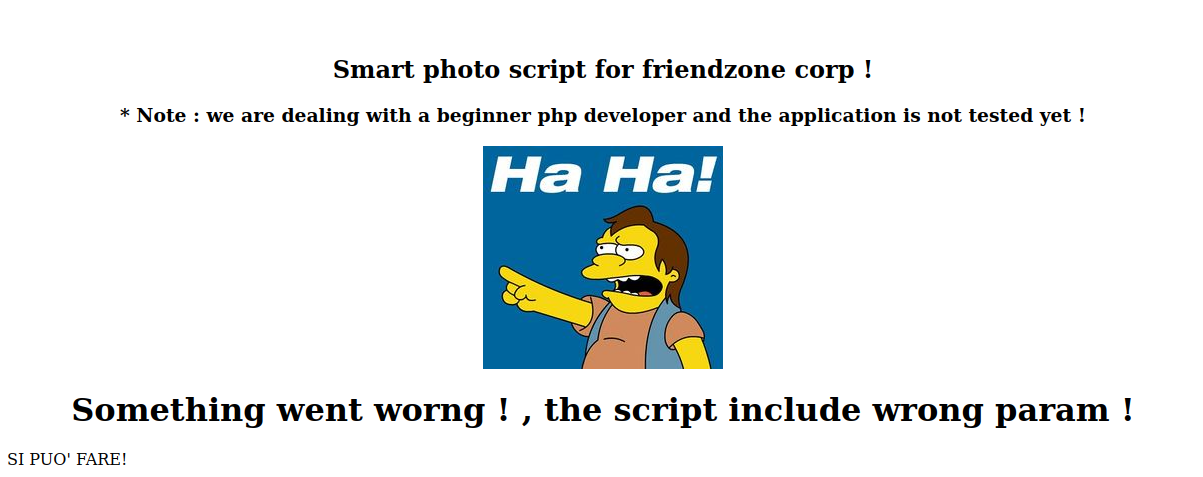 Smart photo script for friendzone corp !
* Note : we are dealing with a beginner php developer and the application is not tested yet !
Ha Ha!
Something went worng ! , the script include wrong param !
SI PUO' FARE!